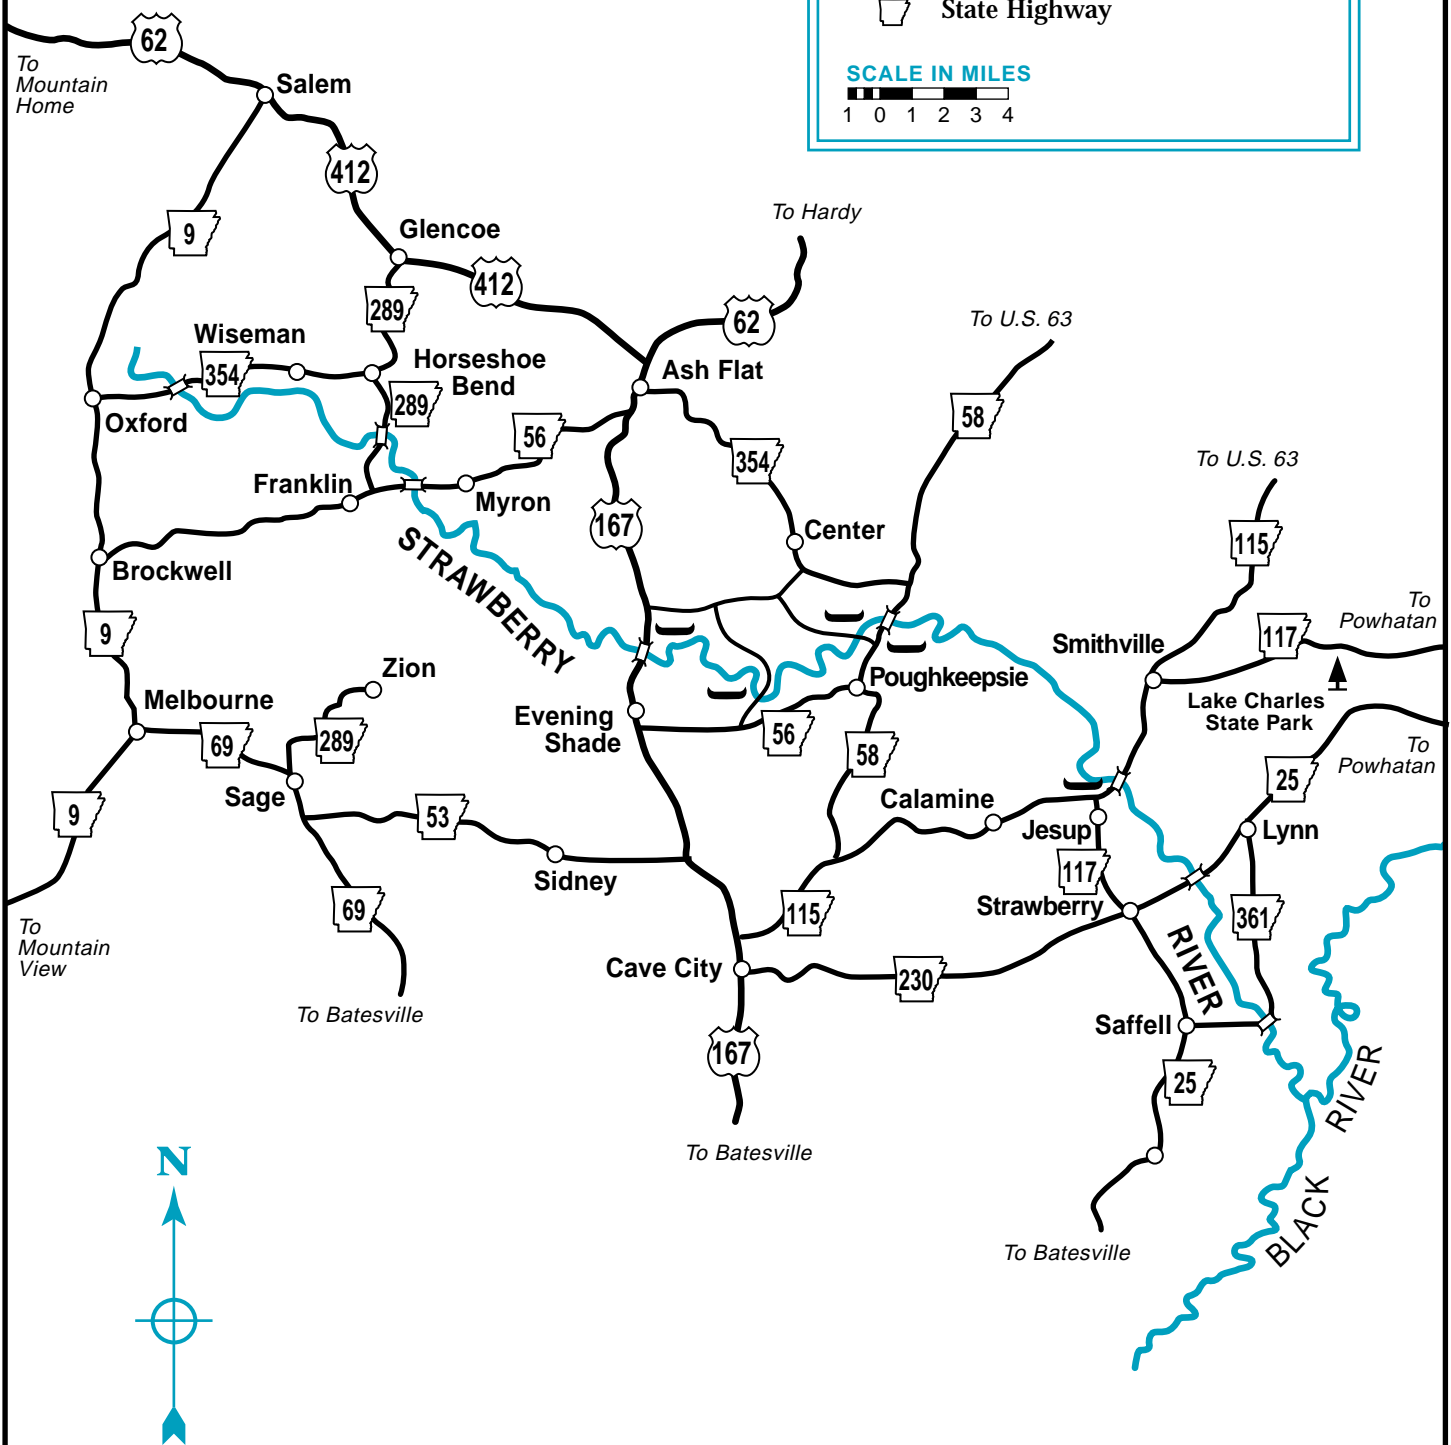 State Highway
SCALE IN MILES
1 0 1 2 3 4
62
To
Mountain
Home
Salem
412
9
Glencoe
To Hardy
412
289
62
To U.S. 63
Wiseman
354
Horseshoe
Bend
289
Ash Flat
Oxford
56
58
354
To U.S. 63
Franklin
Myron
167
Center
115
STRAWBERRY
Brockwell
To
Powhatan
9
117
Smithville
Zion
Poughkeepsie
Lake Charles
State Park
Melbourne
Evening
Shade
69
289
56
58
To
Powhatan
25
Sage
Calamine
9
53
Jesup
Lynn
Sidney
117
69
115
Strawberry
361
To
Mountain
View
Cave City
230
RIVER
To Batesville
Saffell
167
25
RIVER
To Batesville
N
BLACK
To Batesville